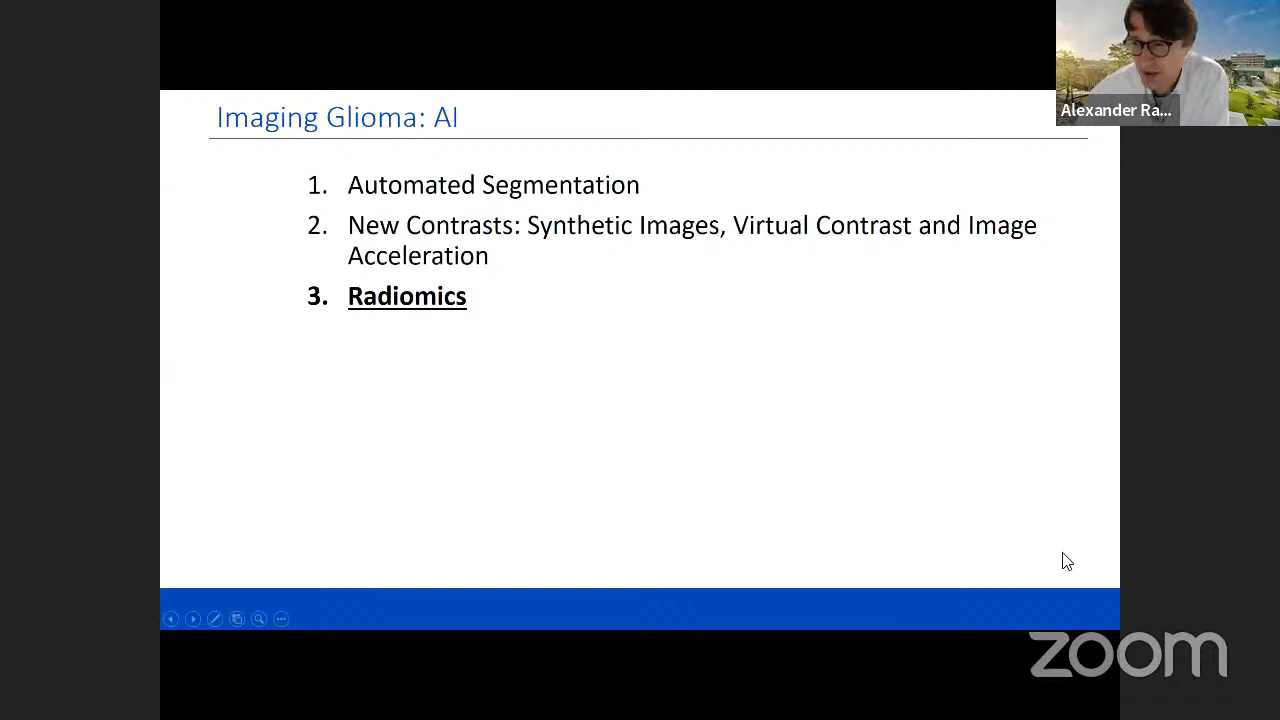 Imaging Glioma: AI
Alexander Ra...
1. Automated Segmentation
2. New Contrasts: Synthetic Images, Virtual Contrast and Image
Acceleration
3. Radiomics
zoom